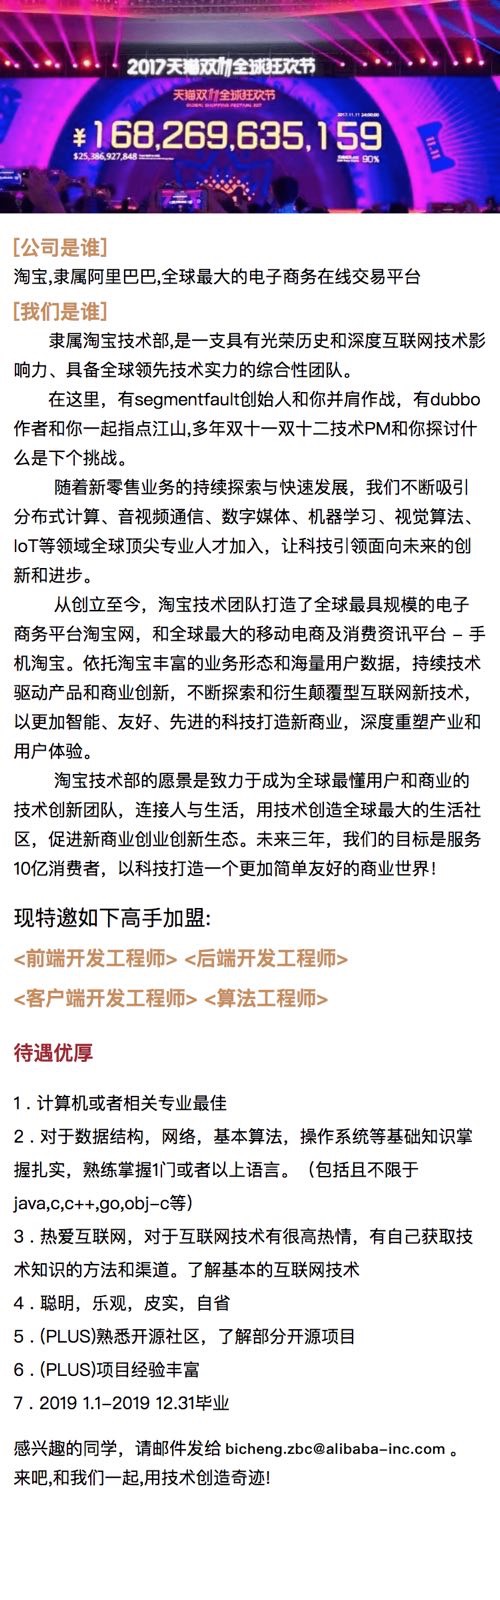 2017天猫双11全球狂欢节
天猫双11全球狂欢节
GLOBAL SHOPPING FESTIVAL 2017
2017.11.11 24:00:00
¥168,269,635,159
$25,386,927,848
90%
11.11
[公司是谁]
淘宝,隶属阿里巴巴,全球最大的电子商务在线交易平台
[我们是谁]
隶属淘宝技术部,是一支具有光荣历史和深度互联网技术影
响力、具备全球领先技术实力的综合性团队。
在这里，有segmentfault创始人和你并肩作战，有dubbo
作者和你一起指点江山,多年双十一双十二技术PM和你探讨什
么是下个挑战。
随着新零售业务的持续探索与快速发展，我们不断吸引
分布式计算、音视频通信、数字媒体、机器学习、视觉算法、
IoT等领域全球顶尖专业人才加入，让科技引领面向未来的创
新和进步。
从创立至今，淘宝技术团队打造了全球最具规模的电子
商务平台淘宝网，和全球最大的移动电商及消费资讯平台 – 手
机淘宝。依托淘宝丰富的业务形态和海量用户数据，持续技术
驱动产品和商业创新，不断探索和衍生颠覆型互联网新技术，
以更加智能、友好、先进的科技打造新商业，深度重塑产业和
用户体验。
淘宝技术部的愿景是致力于成为全球最懂用户和商业的
技术创新团队，连接人与生活，用技术创造全球最大的生活社
区，促进新商业创业创新生态。未来三年，我们的目标是服务
10亿消费者，以科技打造一个更加简单友好的商业世界！
现特邀如下高手加盟:
<前端开发工程师> <后端开发工程师>
<客户端开发工程师> <算法工程师>
待遇优厚
1 . 计算机或者相关专业最佳
2 . 对于数据结构，网络，基本算法，操作系统等基础知识掌
握扎实，熟练掌握1门或者以上语言。（包括且不限于
java,c,c++,go,obj-c等）
3 . 热爱互联网，对于互联网技术有很高热情，有自己获取技
术知识的方法和渠道。了解基本的互联网技术
4 . 聪明，乐观，皮实，自省
5 . (PLUS)熟悉开源社区，了解部分开源项目
6 . (PLUS)项目经验丰富
7 . 2019 1.1-2019 12.31毕业
感兴趣的同学，请邮件发给 bicheng.zbc@alibaba-inc.com 。
来吧,和我们一起,用技术创造奇迹!